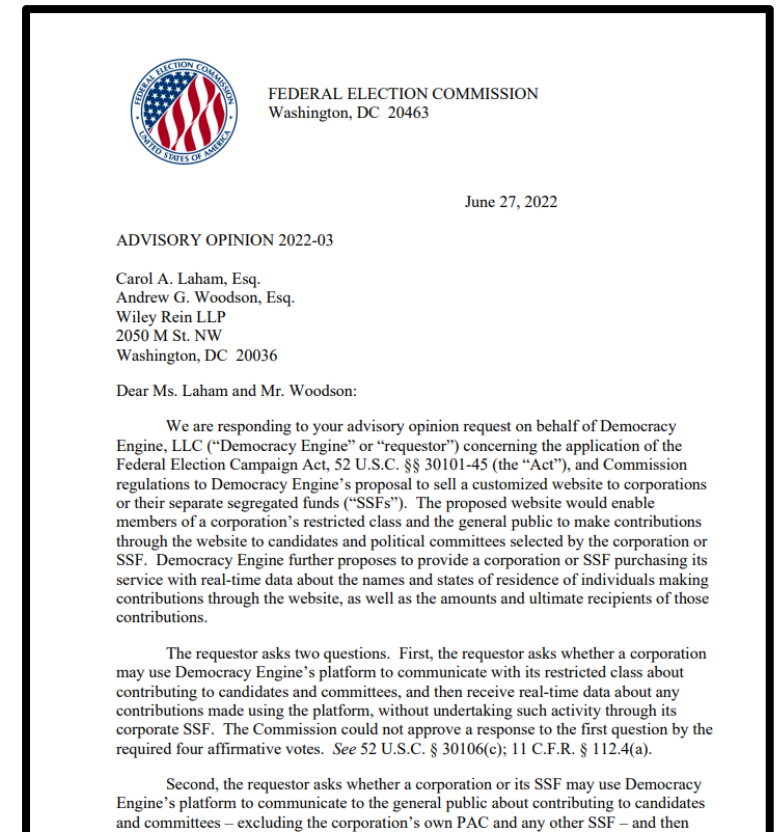 FEDERAL ELECTION COMMISSION
UNITED STATES OF AMERICA
FEDERAL ELECTION COMMISSION
Washington, DC 20463
June 27, 2022
ADVISORY OPINION 2022-03
Carol A. Laham, Esq.
Andrew G. Woodson, Esq.
Wiley Rein LLP
2050 M St. NW
Washington, DC 20036
Dear Ms. Laham and Mr. Woodson:
We are responding to your advisory opinion request on behalf of Democracy
Engine, LLC (“Democracy Engine” or “requestor”) concerning the application of the
Federal Election Campaign Act, 52 U.S.C. §§ 30101-45 (the “Act”), and Commission
regulations to Democracy Engine’s proposal to sell a customized website to corporations
or their separate segregated funds (“SSFs”). The proposed website would enable
members of a corporation’s restricted class and the general public to make contributions
through the website to candidates and political committees selected by the corporation or
SSF. Democracy Engine further proposes to provide a corporation or SSF purchasing its
service with real-time data about the names and states of residence of individuals making
contributions through the website, as well as the amounts and ultimate recipients of those
contributions.
The requestor asks two questions. First, the requestor asks whether a corporation
may use Democracy Engine’s platform to communicate with its restricted class about
contributing to candidates and committees, and then receive real-time data about any
contributions made using the platform, without undertaking such activity through its
corporate SSF. The Commission could not approve a response to the first question by the
required four affirmative votes. See 52 U.S.C. § 30106(c); 11 C.F.R. § 112.4(a).
Second, the requestor asks whether a corporation or its SSF may use Democracy
Engine’s platform to communicate to the general public about contributing to candidates
and committees – excluding the corporation’s own PAC and any other SSF – and then